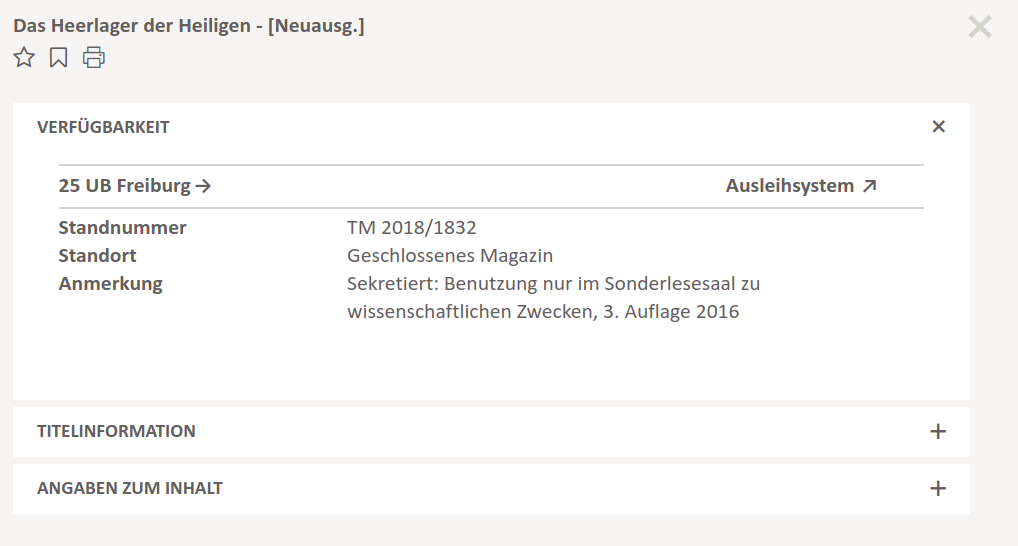 Das Heerlager der Heiligen - [Neuausg.]
VERFÜGBARKEIT
25 UB Freiburg → Ausleihsystem ↗
Standnummer TM 2018/1832
Standort Geschlossenes Magazin
Anmerkung Sekretiert: Benutzung nur im Sonderlesesaal zu
wissenschaftlichen Zwecken, 3. Auflage 2016
TITELINFORMATION
ANGABEN ZUM INHALT